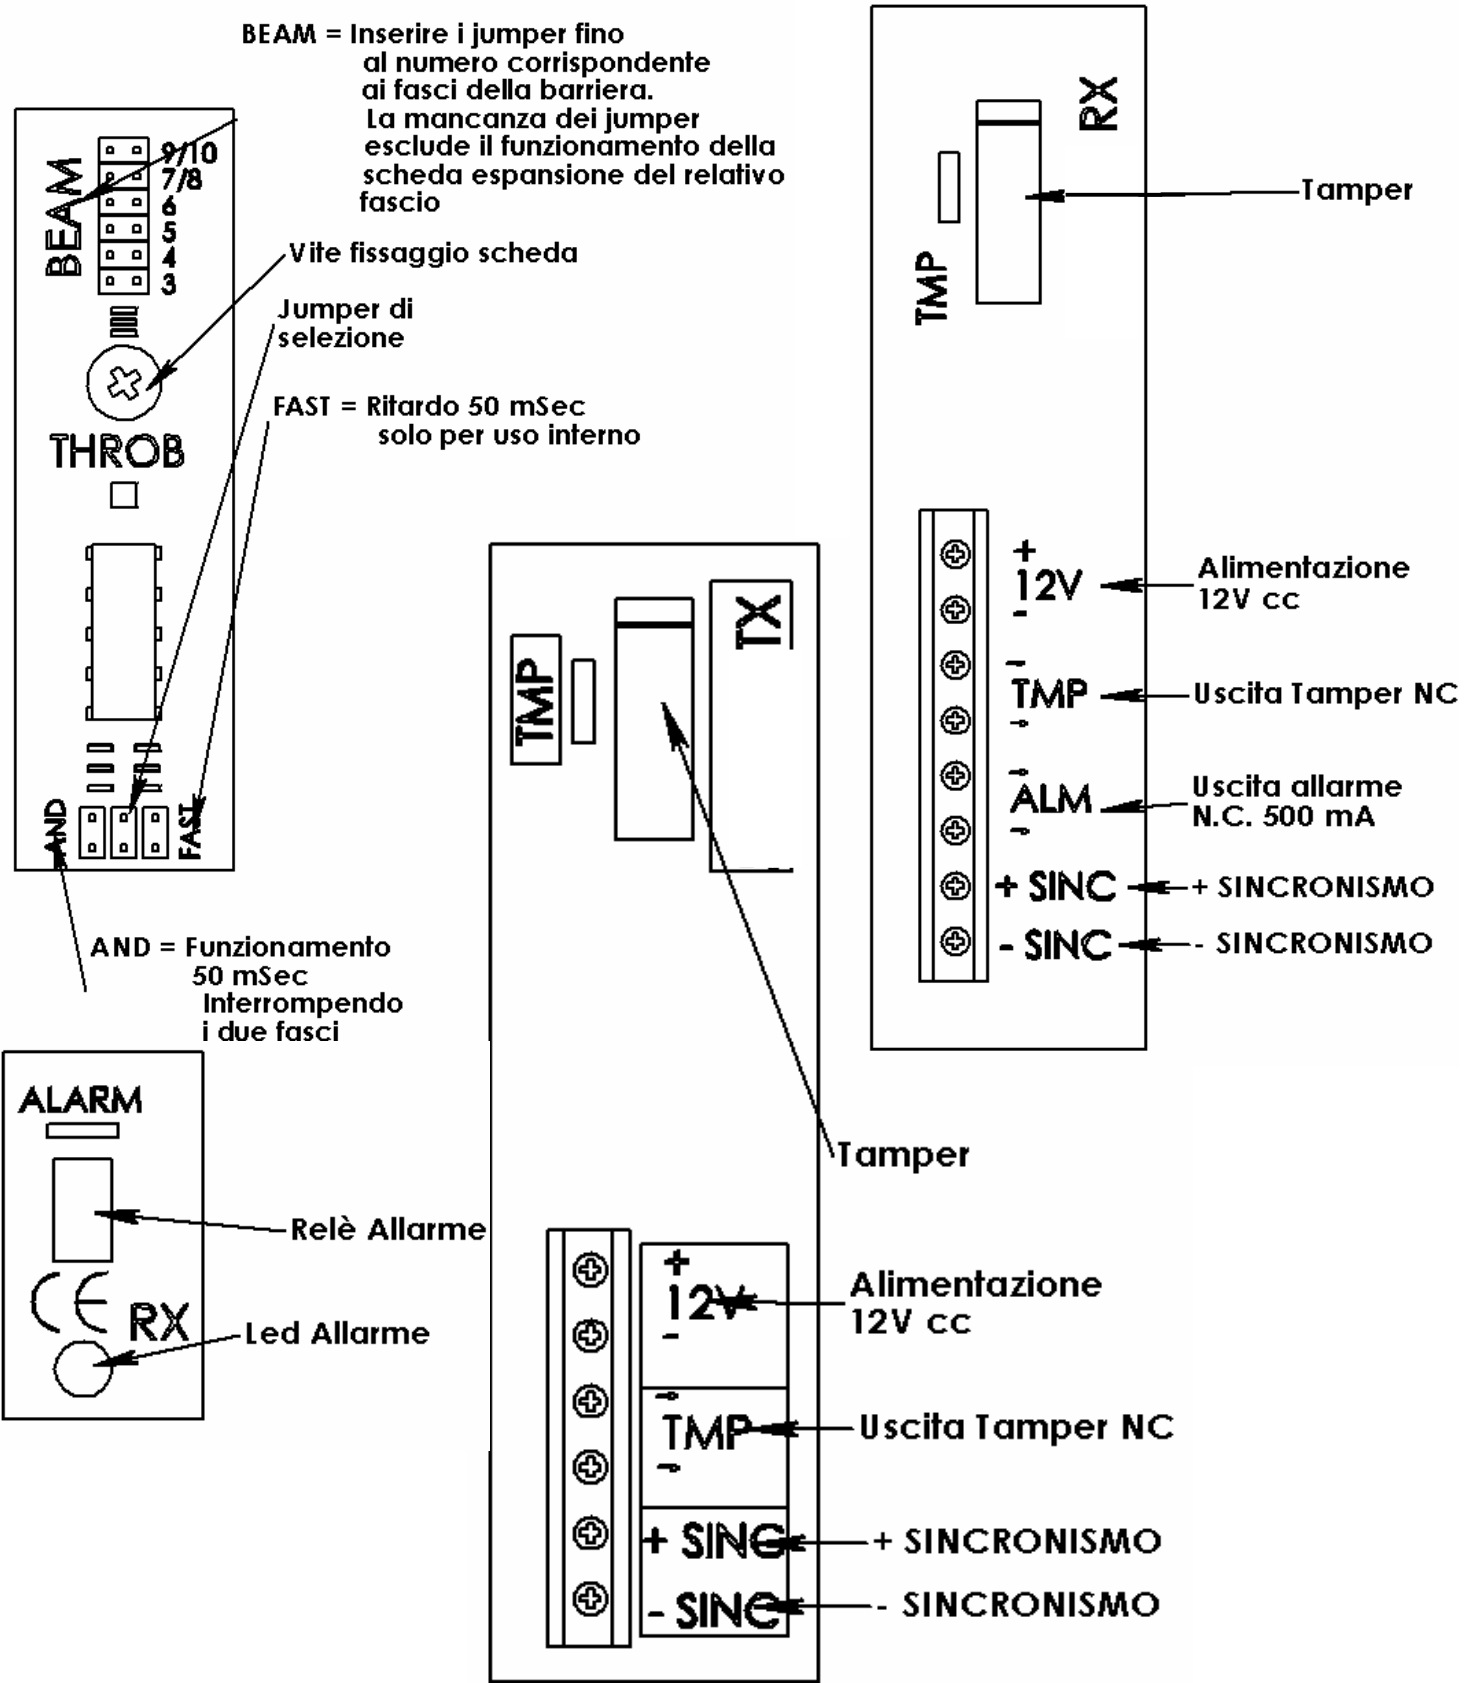 BEAM = Inserire i jumper fino
al numero corrispondente
ai fasci della barriera.
La mancanza dei jumper
esclude il funzionamento della
scheda espansione del relativo
fascio
BEAM
9/10
7/8
6
5
4
3
Vite fissaggio scheda
Jumper di
selezione
FAST = Ritardo 50 mSec
solo per uso interno
THROB
AND
FAST
AND = Funzionamento
50 mSec
Interrompendo
i due fasci
ALARM
Relè Allarme
CE
RX
Led Allarme
TMP
TX
Tamper
+
12V
-
Alimentazione
12V cc
TMP
Uscita Tamper NC
+ SINC
+ SINCRONISMO
- SINC
- SINCRONISMO
RX
TMP
Tamper
+
12V
-
Alimentazione
12V cc
TMP
Uscita Tamper NC
ALM
Uscita allarme
N.C. 500 mA
+ SINC
+ SINCRONISMO
- SINC
- SINCRONISMO